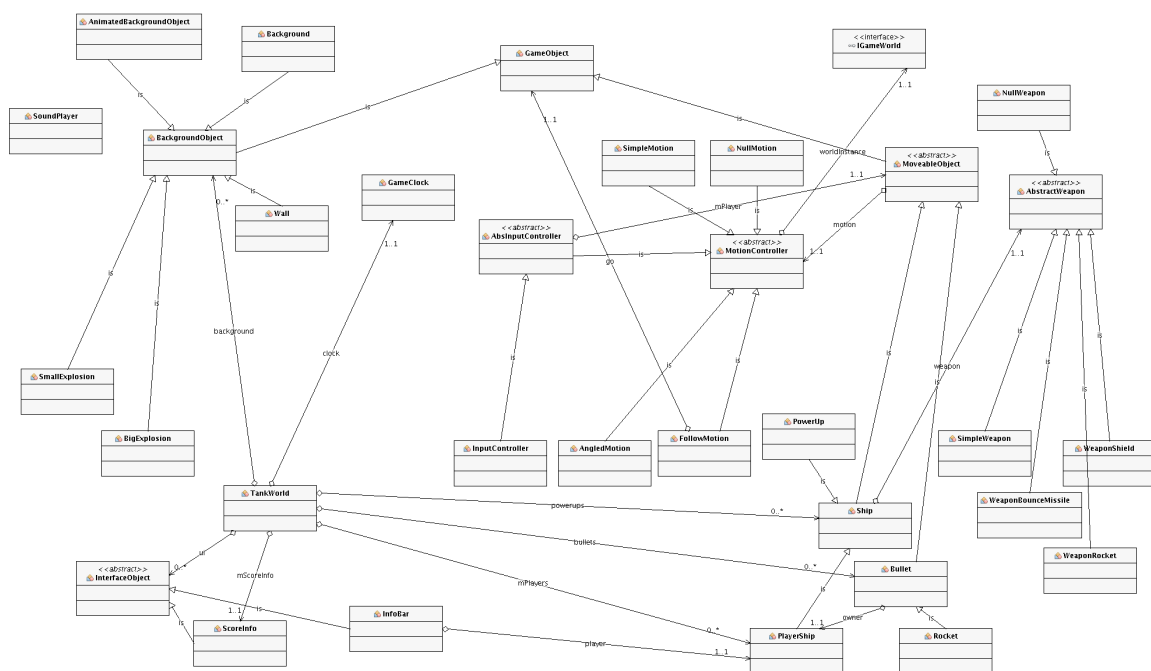 AnimatedBackgroundObject
Background
GameObject
<<interface>>
IGameWorld
is
is
is
1..1
1..1
NullWeapon
SoundPlayer
BackgroundObject
is
SimpleMotion
NullMotion
worldInstance
<<abstract>>
MoveableObject
is
GameClock
1..1
<<abstract>>
AbstractWeapon
is
0..*
Wall
mPlayer
is
is
motion
1..1
<<abstract>>
AbsInputController
<<abstract>>
MotionController
1..1
is
go
1..1
is
is
background
clock
is
is
is
is
weapon
is
is
is
is
is
SmallExplosion
BigExplosion
InputController
AngledMotion
FollowMotion
PowerUp
SimpleWeapon
WeaponShield
is
TankWorld
powerups
0..*
Ship
WeaponBounceMissile
bullets
ui
0..*
mScoreInfo
<<abstract>>
InterfaceObject
mPlayers
0..*
Bullet
WeaponRocket
is
1..1
is
is
InfoBar
owner
1..1
is
ScoreInfo
player
0..*
1..1
PlayerShip
Rocket